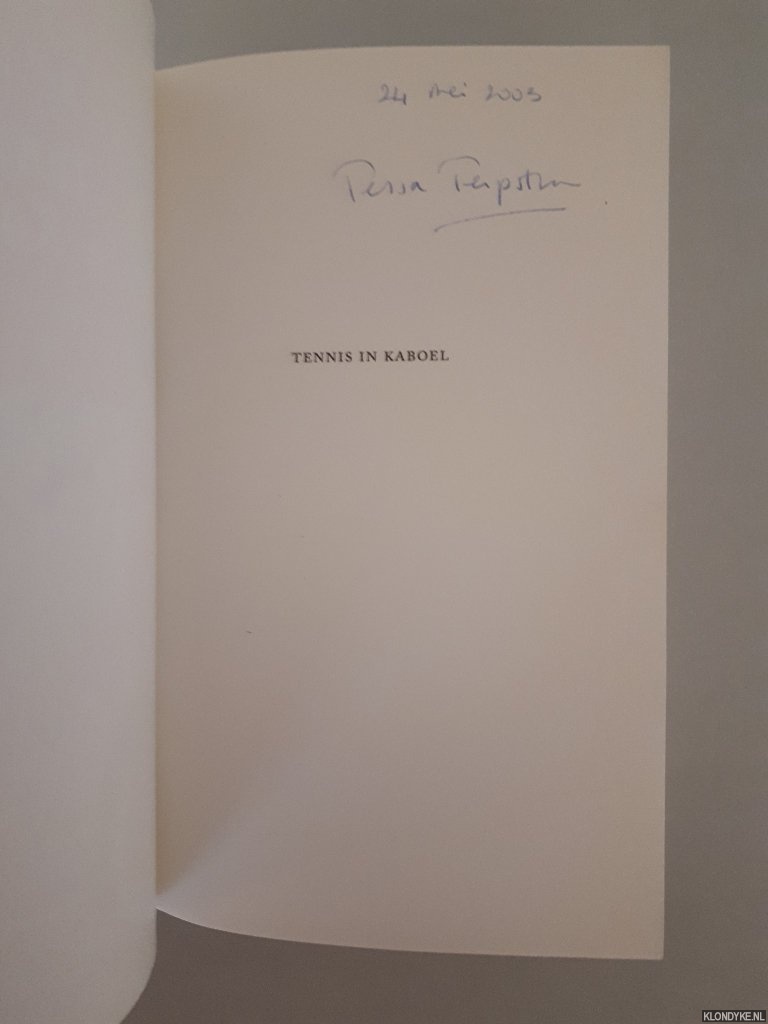 24 mei 2003
Tessa Terpstra
TENNIS IN KABOEL
KLONDYKE.NL